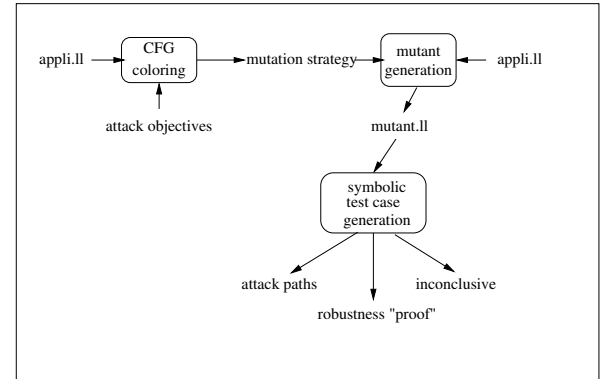 CFG
coloring
appli.ll
mutation strategy
mutant
generation
appli.ll
attack objectives
mutant.ll
symbolic
test case
generation
attack paths
inconclusive
robustness "proof"